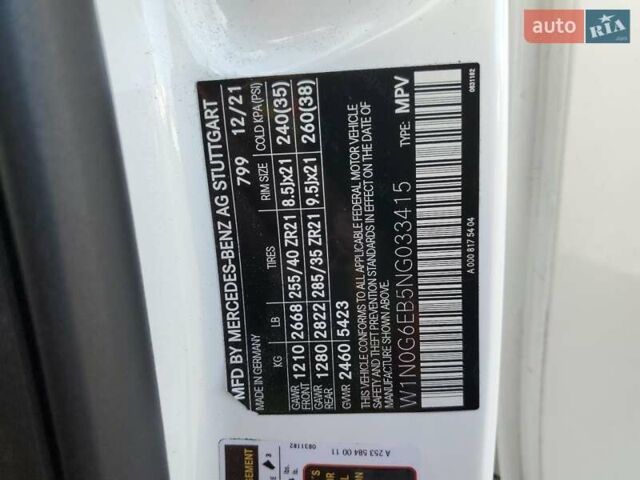 auto RIA
.com
MFD BY MERCEDES-BENZ AG STUTTGART
MADE IN GERMANY 799 12/21
KG LB TIRES RIM SIZE COLD KPA(PSI)
GAWR FRONT 1210 2668 255/40 ZR21 8.5Jx21 240(35)
GAWR REAR 1280 2822 285/35 ZR21 9.5Jx21 260(38)
GVWR 2460 5423
THIS VEHICLE CONFORMS TO ALL APPLICABLE FEDERAL MOTOR VEHICLE
SAFETY AND THEFT PREVENTION STANDARDS IN EFFECT ON THE DATE OF
MANUFACTURE SHOWN ABOVE.
W1N0G6EB5NG033415 TYPE: MPV
A 000 817 54 04 0831182
0831182
A 253 584 00 11
lbs.